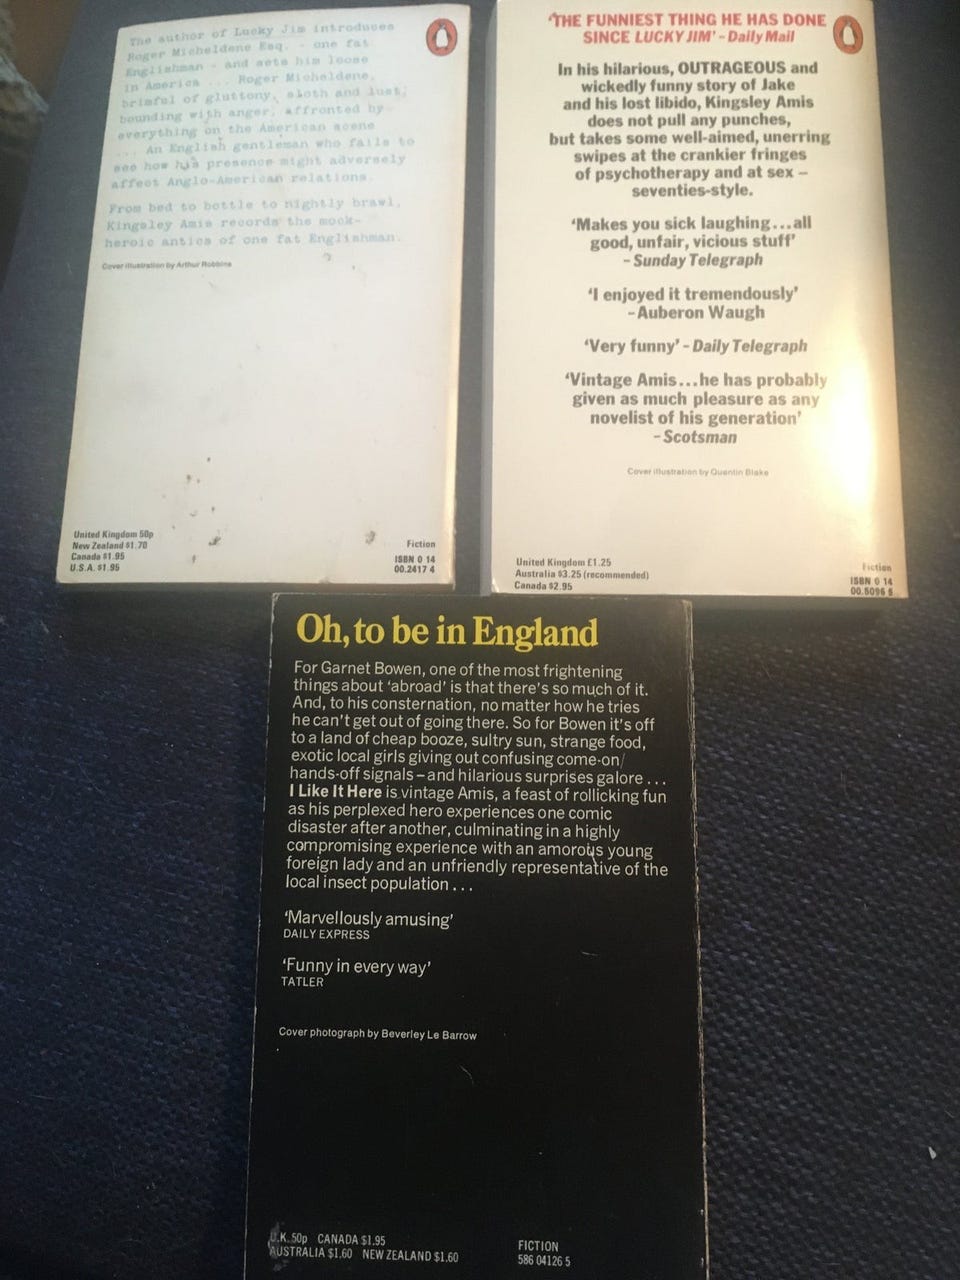 The author of Lucky Jim introduces
Roger Micheldene Esq. - one fat
Englishman - and sets him loose
in America ... Roger Micheldene,
brimful of gluttony, sloth and lust,
bounding with anger, affronted by
everything on the American scene
... An English gentleman who fails to
see how his presence might adversely
affect Anglo-American relations.
From bed to bottle to nightly brawl,
Kingsley Amis records the mock-
heroic antics of one fat Englishman.
Cover illustration by Arthur Robbins
United Kingdom 50p
New Zealand $1.70
Canada $1.95
U.S.A. $1.95
Fiction
ISBN 0 14
00.2417 4
'THE FUNNIEST THING HE HAS DONE
SINCE LUCKY JIM' - Daily Mail
In his hilarious, OUTRAGEOUS and
wickedly funny story of Jake
and his lost libido, Kingsley Amis
does not pull any punches,
but takes some well-aimed, unerring
swipes at the crankier fringes
of psychotherapy and at sex –
seventies-style.
'Makes you sick laughing...all
good, unfair, vicious stuff'
– Sunday Telegraph
'I enjoyed it tremendously'
– Auberon Waugh
'Very funny' – Daily Telegraph
'Vintage Amis...he has probably
given as much pleasure as any
novelist of his generation'
– Scotsman
Cover illustration by Quentin Blake
United Kingdom £1.25
Australia $3.25 (recommended)
Canada $2.95
Fiction
ISBN 0 14
00.5096 5
Oh, to be in England
For Garnet Bowen, one of the most frightening
things about 'abroad' is that there's so much of it.
And, to his consternation, no matter how he tries
he can't get out of going there. So for Bowen it's off
to a land of cheap booze, sultry sun, strange food,
exotic local girls giving out confusing come-on/
hands-off signals – and hilarious surprises galore ...
I Like It Here is vintage Amis, a feast of rollicking fun
as his perplexed hero experiences one comic
disaster after another, culminating in a highly
compromising experience with an amorous young
foreign lady and an unfriendly representative of the
local insect population ...
'Marvellously amusing'
DAILY EXPRESS
'Funny in every way'
TATLER
Cover photograph by Beverley Le Barrow
U.K. 50p CANADA $1.95
AUSTRALIA $1.60 NEW ZEALAND $1.60
FICTION
586 04126 5